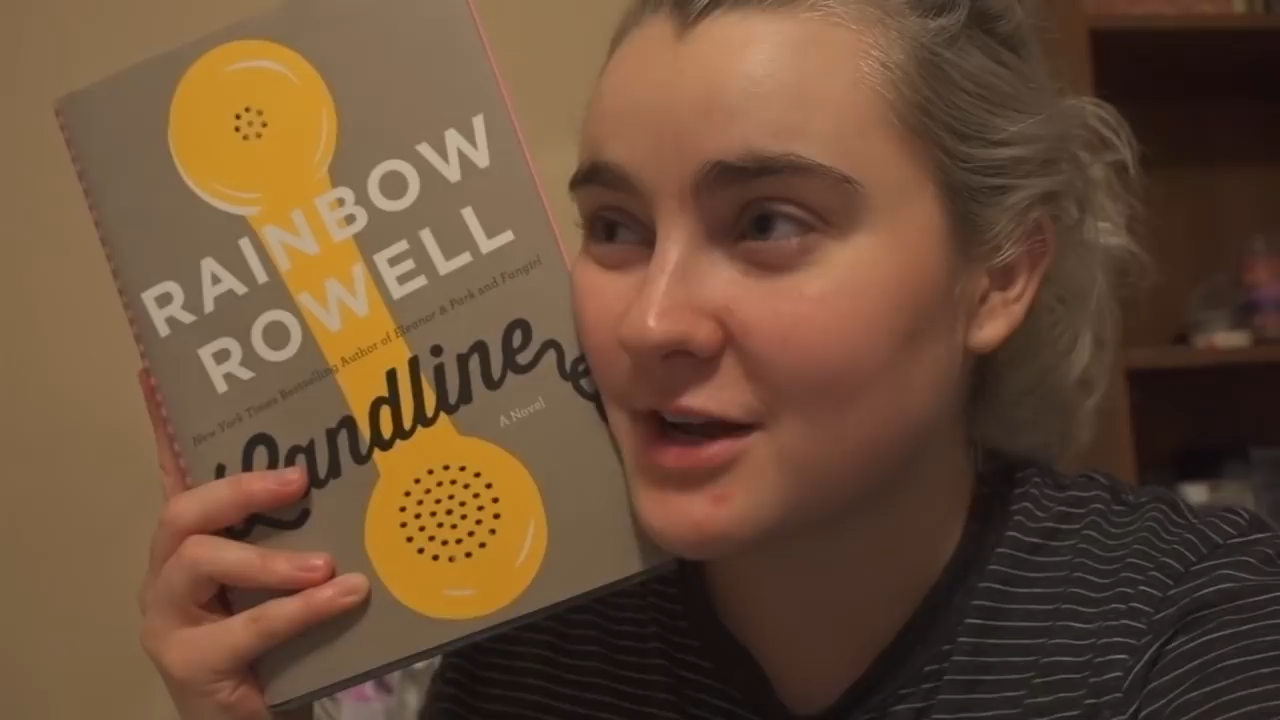 RAINBOW
ROWELL
New York Times Bestselling Author of Eleanor & Park and Fangirl
Landline
A Novel